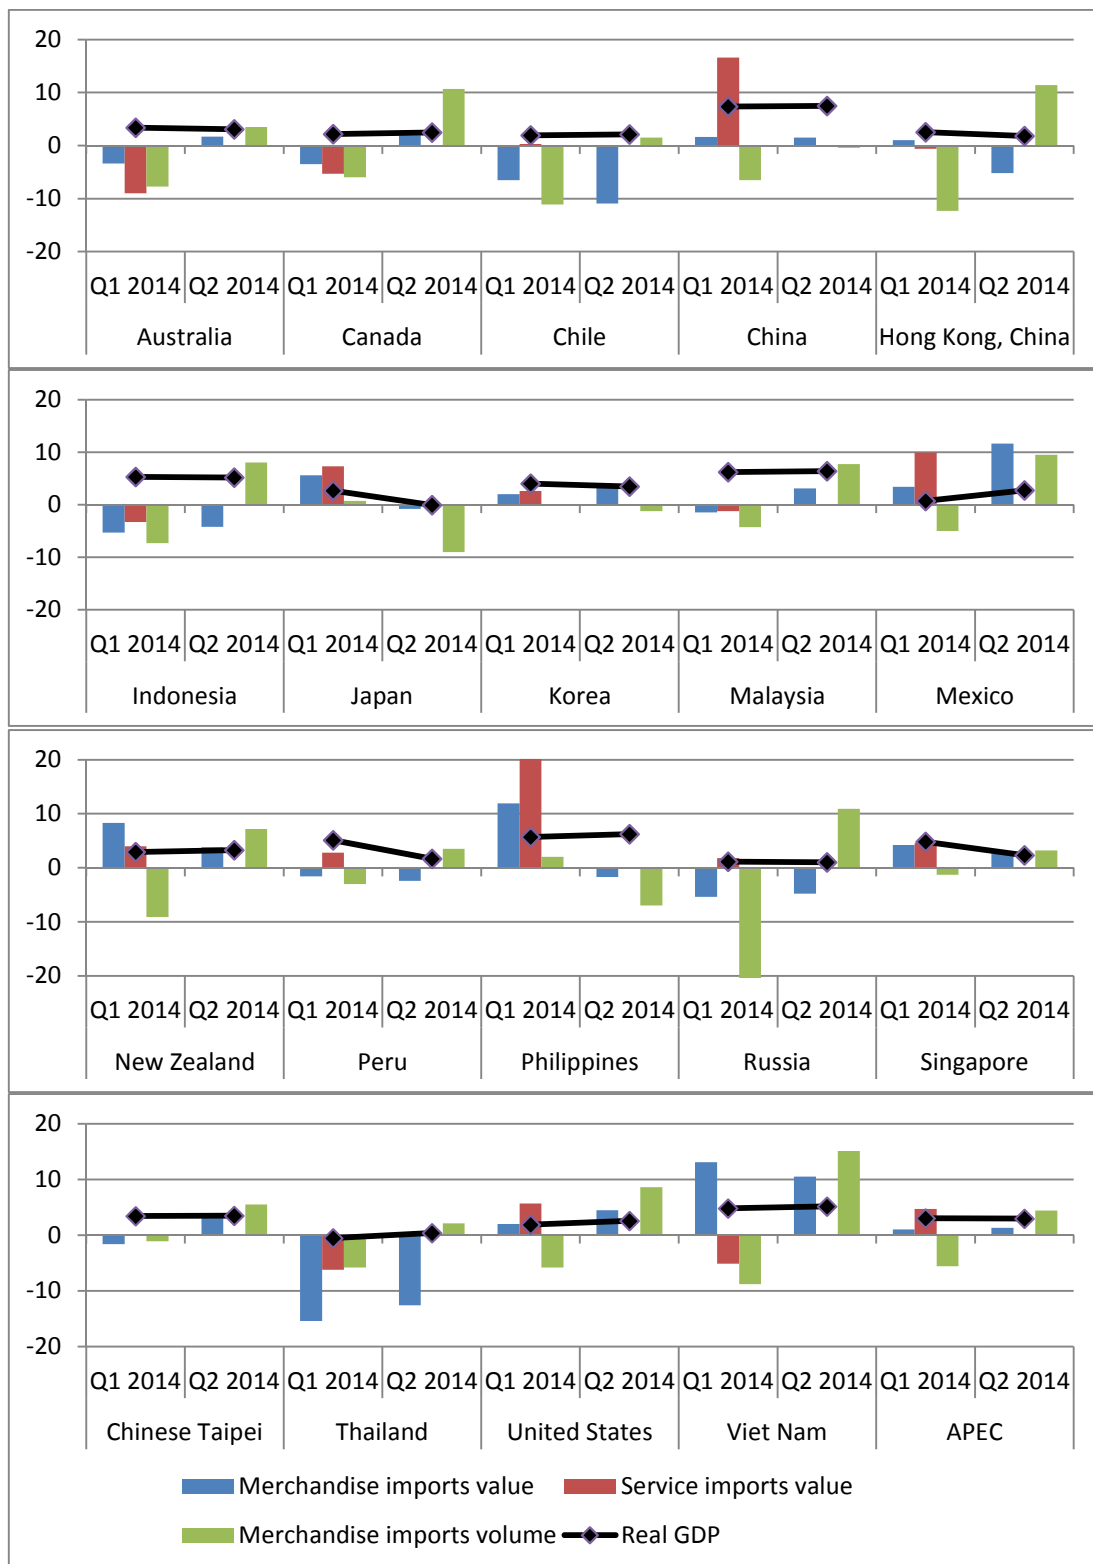 20
10
0
-10
-20
Q1 2014 Q2 2014 Q1 2014 Q2 2014 Q1 2014 Q2 2014 Q1 2014 Q2 2014 Q1 2014 Q2 2014
Australia Canada Chile China Hong Kong, China
20
10
0
-10
-20
Q1 2014 Q2 2014 Q1 2014 Q2 2014 Q1 2014 Q2 2014 Q1 2014 Q2 2014 Q1 2014 Q2 2014
Indonesia Japan Korea Malaysia Mexico
20
10
0
-10
-20
Q1 2014 Q2 2014 Q1 2014 Q2 2014 Q1 2014 Q2 2014 Q1 2014 Q2 2014 Q1 2014 Q2 2014
New Zealand Peru Philippines Russia Singapore
20
10
0
-10
-20
Q1 2014 Q2 2014 Q1 2014 Q2 2014 Q1 2014 Q2 2014 Q1 2014 Q2 2014 Q1 2014 Q2 2014
Chinese Taipei Thailand United States Viet Nam APEC
Merchandise imports value Service imports value
Merchandise imports volume Real GDP